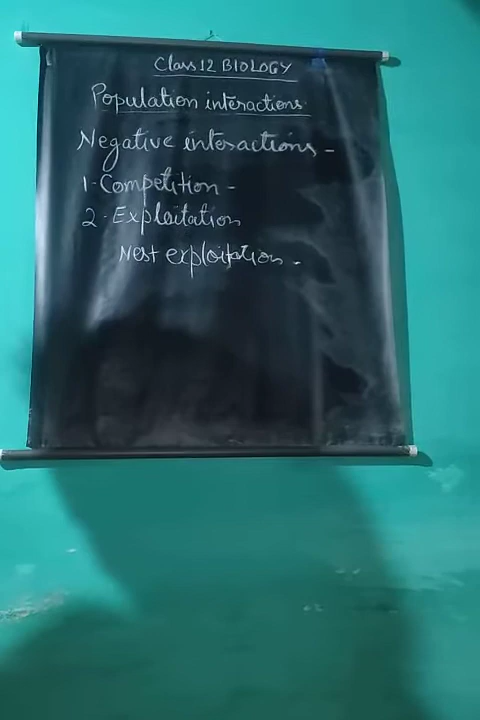 Class 12 BIOLOGY
Population interactions.
Negative interactions -
1-Competition -
2-Exploitation
Nest exploitation -